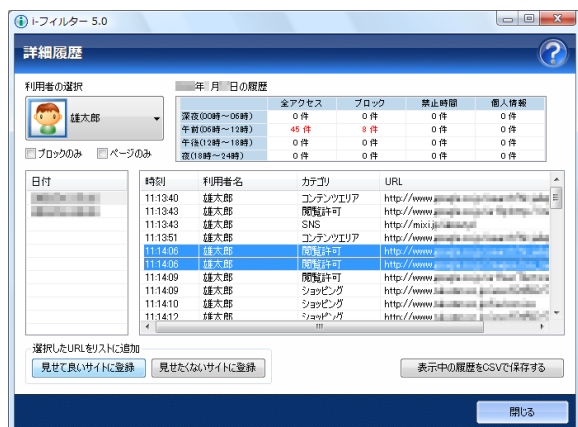 i-フィルター 5.0
詳細履歴
?
利用者の選択
年 月 日の履歴
雄太郎
全アクセス ブロック 禁止時間 個人情報
深夜(00時～06時) 0 件 0 件 0 件 0 件
午前(06時～12時) 45 件 8 件 0 件 0 件
午後(12時～18時) 0 件 0 件 0 件 0 件
夜(18時～24時) 0 件 0 件 0 件 0 件
ブロックのみ ページのみ
日付
時刻 利用者名 カテゴリ URL
11:13:40 雄太郎 コンテンツエリア http://www.
11:13:43 雄太郎 閲覧許可 http://www.
11:13:43 雄太郎 SNS http://mixi.j
11:13:51 雄太郎 コンテンツエリア http://www.
11:14:06 雄太郎 閲覧許可 http://www.
11:14:06 雄太郎 閲覧許可 http://www.
11:14:09 雄太郎 閲覧許可 http://www.
11:14:09 雄太郎 ショッピング http://www.
11:14:10 雄太郎 ショッピング http://www.
11:14:12 雄太郎 ショッピング http://www.
選択したURLをリストに追加
見せて良いサイトに登録 見せたくないサイトに登録 表示中の履歴をCSVで保存する
閉じる